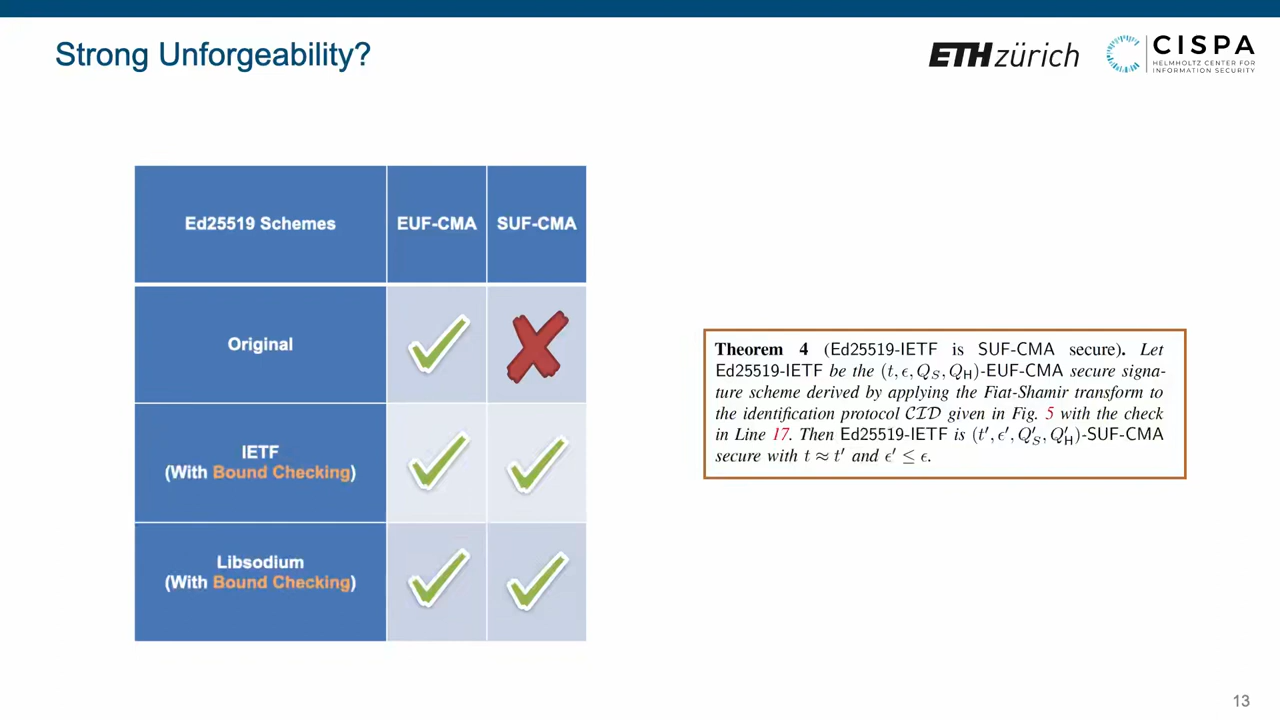 Strong Unforgeability?
ETH zürich
CISPA
HELMHOLTZ CENTER FOR
INFORMATION SECURITY
Ed25519 Schemes
EUF-CMA
SUF-CMA
Original
IETF
(With Bound Checking)
Libsodium
(With Bound Checking)
Theorem 4 (Ed25519-IETF is SUF-CMA secure). Let
Ed25519-IETF be the (t, ϵ, Q_S, Q_H)-EUF-CMA secure signa-
ture scheme derived by applying the Fiat-Shamir transform to
the identification protocol CID given in Fig. 5 with the check
in Line 17. Then Ed25519-IETF is (t′, ϵ′, Q′_S, Q′_H)-SUF-CMA
secure with t ≈ t′ and ϵ′ ≤ ϵ.
13